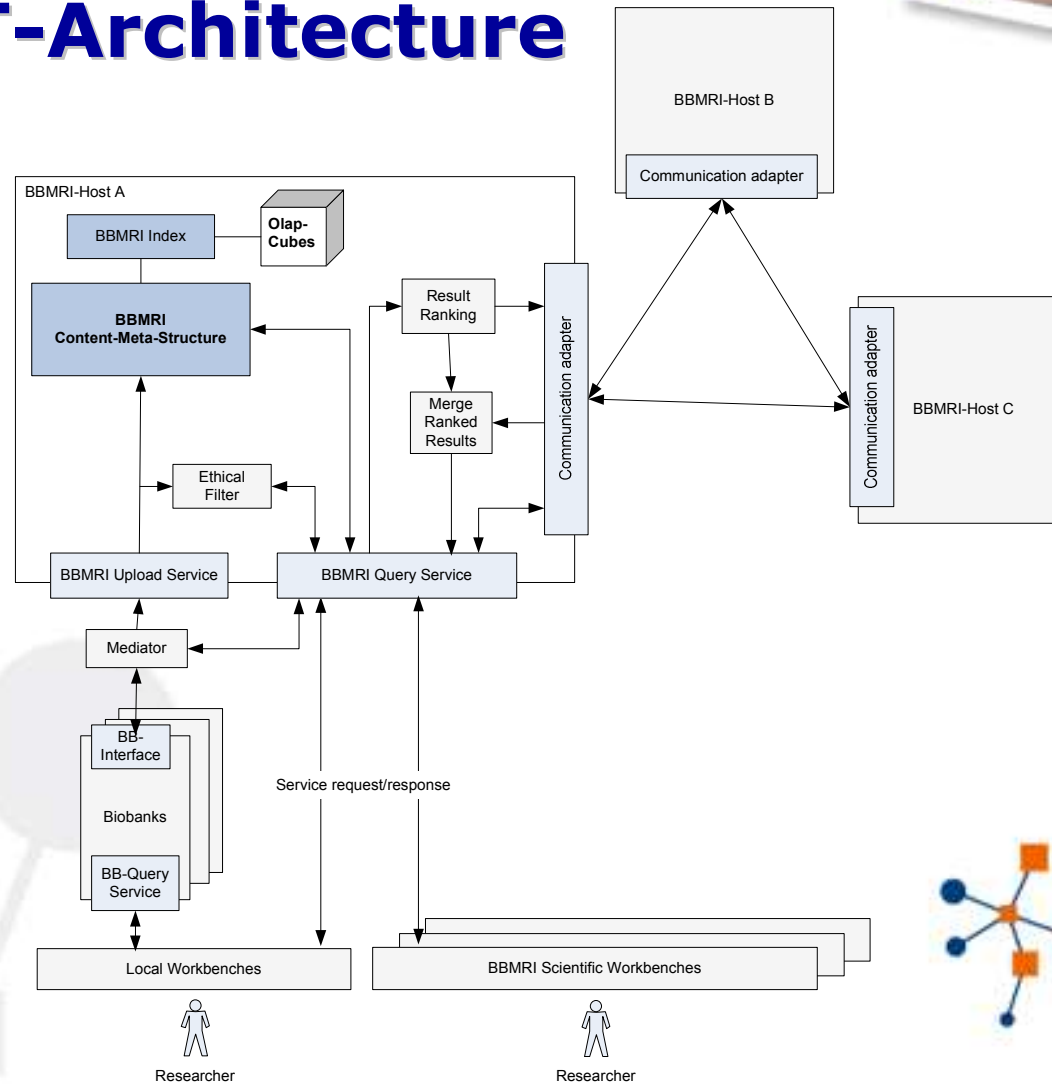 T-Architecture
BBMRI-Host B
Communication adapter
BBMRI-Host A
BBMRI Index
Olap-
Cubes
BBMRI
Content-Meta-Structure
Result
Ranking
Merge
Ranked
Results
Communication adapter
Communication adapter
BBMRI-Host C
Ethical
Filter
BBMRI Upload Service
BBMRI Query Service
Mediator
BB-
Interface
Biobanks
BB-Query
Service
Service request/response
Local Workbenches
BBMRI Scientific Workbenches
Researcher
Researcher